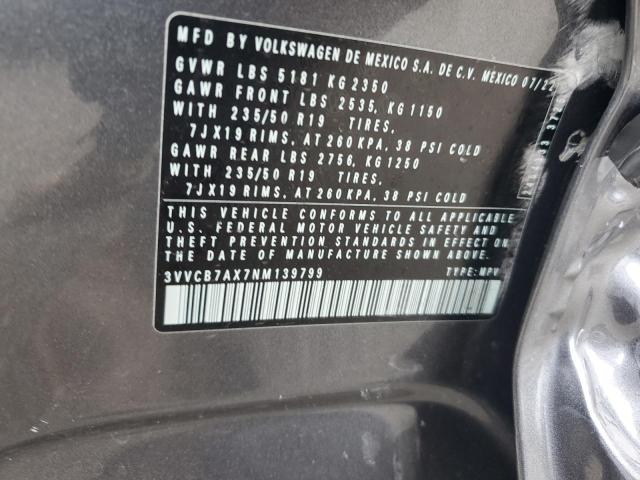 MFD BY VOLKSWAGEN DE MEXICO S.A. DE C.V. MEXICO 07/22
GVWR LBS 5181 KG 2350
GAWR FRONT LBS 2535, KG 1150
WITH 235/50 R19 TIRES,
7JX19 RIMS, AT 260 KPA, 38 PSI COLD
GAWR REAR LBS 2756, KG 1250
WITH 235/50 R19 TIRES,
7JX19 RIMS, AT 260 KPA, 38 PSI COLD
THIS VEHICLE CONFORMS TO ALL APPLICABLE
U.S. FEDERAL MOTOR VEHICLE SAFETY AND
THEFT PREVENTION STANDARDS IN EFFECT ON
THE DATE OF MANUFACTURE SHOWN ABOVE.
3VVCB7AX7NM139799 TYPE: MPV